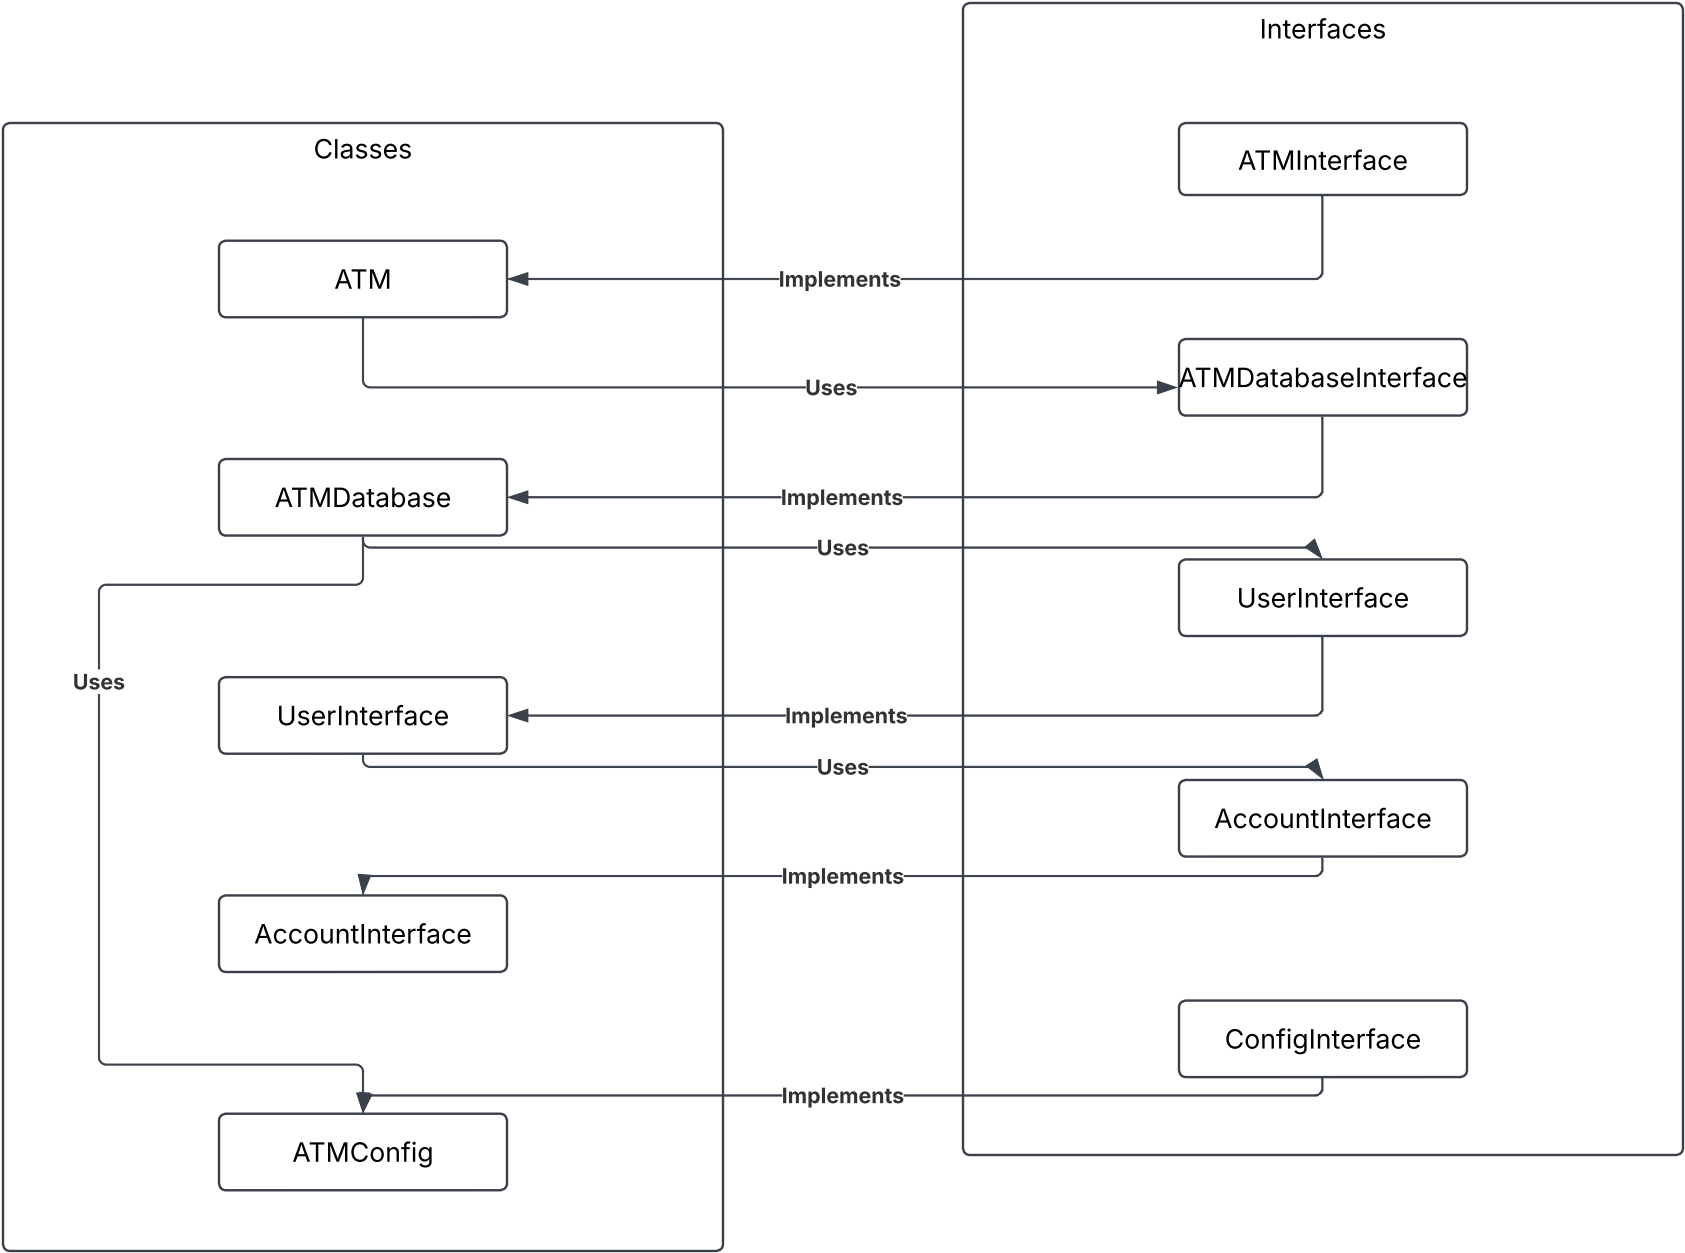 Interfaces
ATMInterface
Classes
ATM
Implements
ATMDatabaseInterface
Uses
ATMDatabase
Implements
Uses
UserInterface
Uses
UserInterface
Implements
Uses
AccountInterface
Implements
AccountInterface
ConfigInterface
Implements
ATMConfig